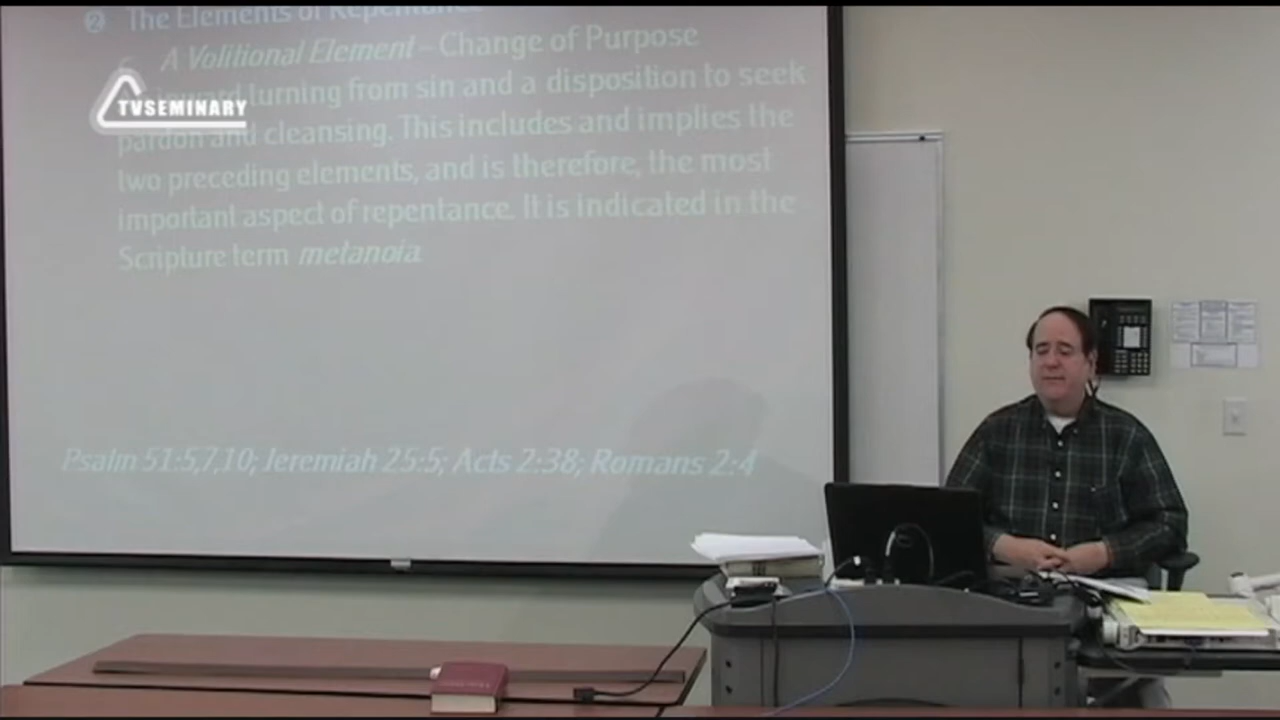 ② The Elements of Repentance
A Volitional Element – Change of Purpose
inward turning from sin and a disposition to seek
pardon and cleansing. This includes and implies the
two preceding elements, and is therefore, the most
important aspect of repentance. It is indicated in the
Scripture term metanoia.
Psalm 51:5,7,10; Jeremiah 25:5; Acts 2:38; Romans 2:4
TVSEMINARY